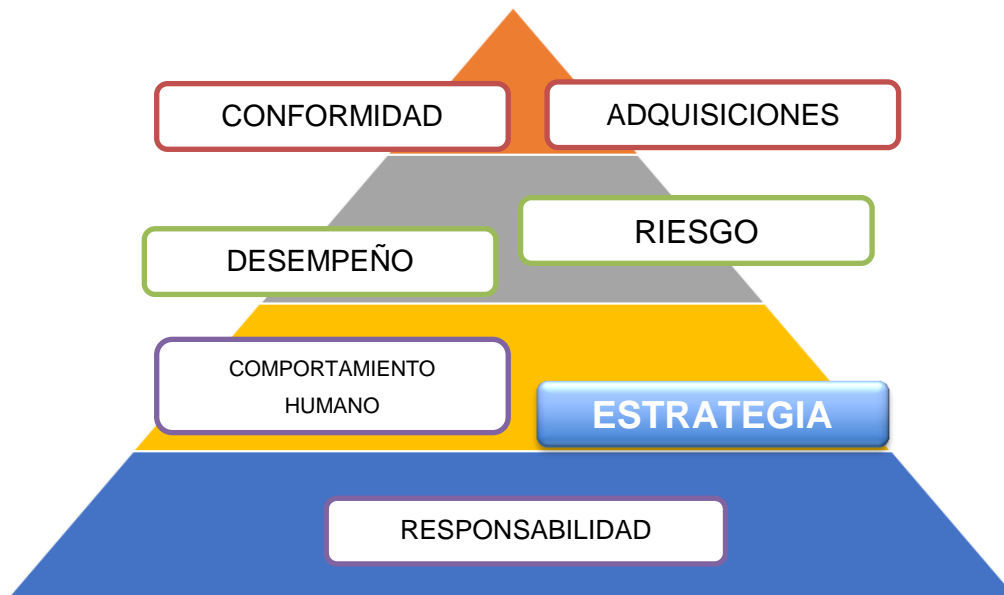 CONFORMIDAD
ADQUISICIONES
RIESGO
DESEMPEÑO
COMPORTAMIENTO
HUMANO
ESTRATEGIA
RESPONSABILIDAD